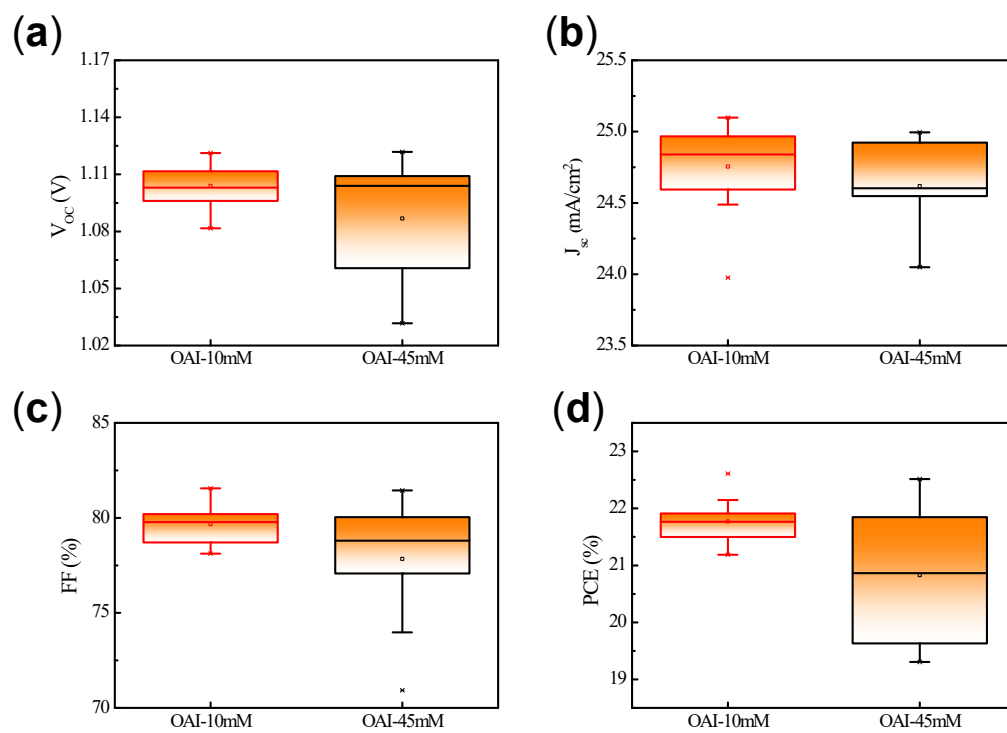 (a)
1.17
1.14
1.11
1.08
1.05
1.02
V_OC (V)
OAI-10mM OAI-45mM
(b)
25.5
25.0
24.5
24.0
23.5
J_sc (mA/cm²)
OAI-10mM OAI-45mM
(c)
85
80
75
70
FF (%)
OAI-10mM OAI-45mM
(d)
23
22
21
20
19
PCE (%)
OAI-10mM OAI-45mM